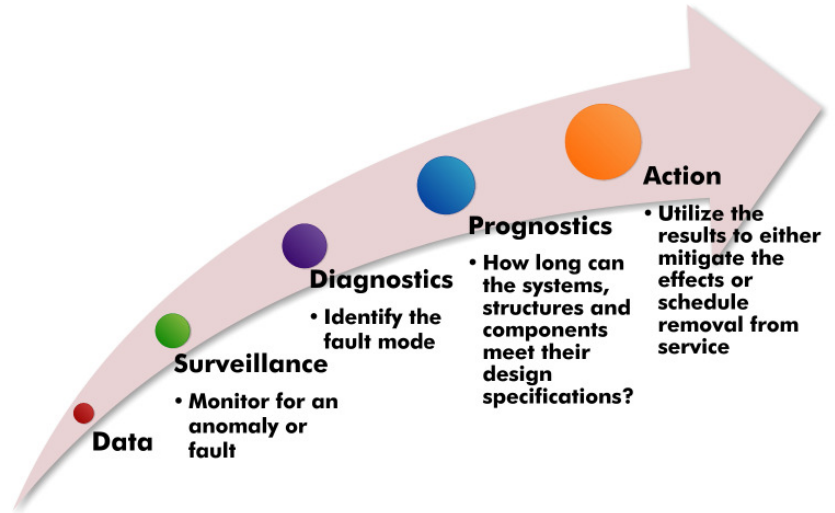 Data
Surveillance
• Monitor for an
anomaly or
fault
Diagnostics
• Identify the
fault mode
Prognostics
• How long can
the systems,
structures and
components
meet their
design
specifications?
Action
• Utilize the
results to either
mitigate the
effects or
schedule
removal from
service